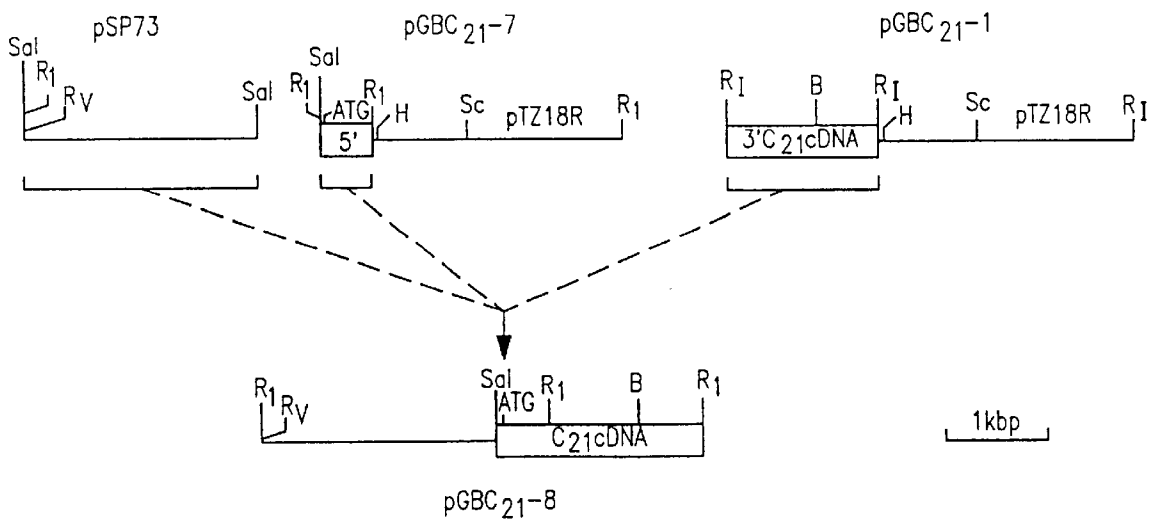 pSP73
pGBC21-7
pGBC21-1
Sal
R1
RV
Sal
Sal
R1
ATG
R1
H
Sc
pTZ18R
R1
5'
RI
B
RI
H
Sc
pTZ18R
RI
3'C21cDNA
R1
RV
Sal
ATG
R1
B
R1
C21cDNA
1kbp
pGBC21-8